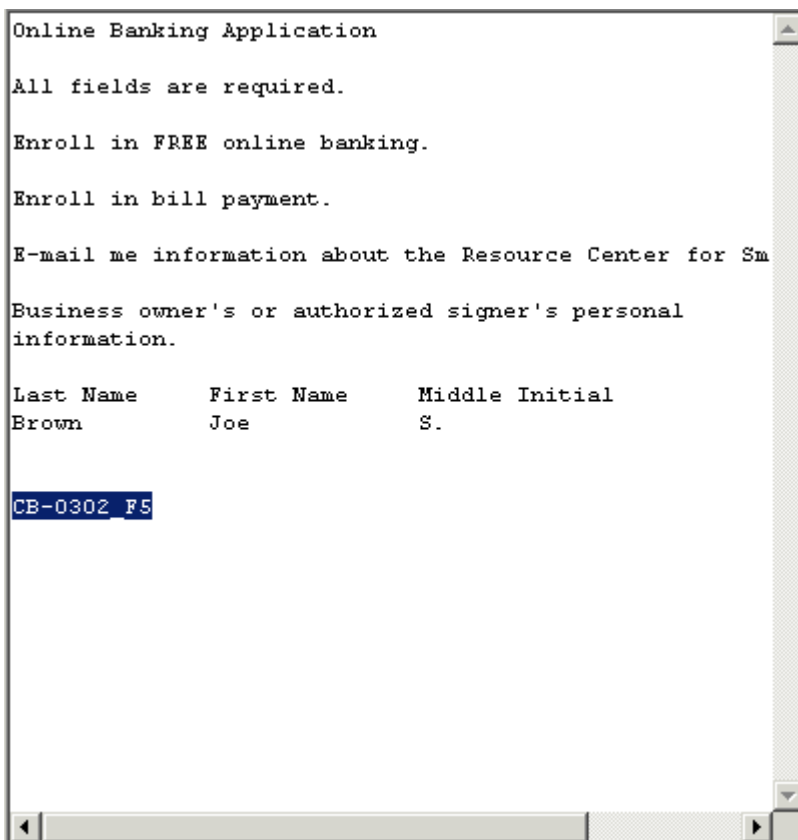 Online Banking Application
All fields are required.
Enroll in FREE online banking.
Enroll in bill payment.
E-mail me information about the Resource Center for Sm
Business owner's or authorized signer's personal
information.
Last Name First Name Middle Initial
Brown Joe S.
CB-0302_F5